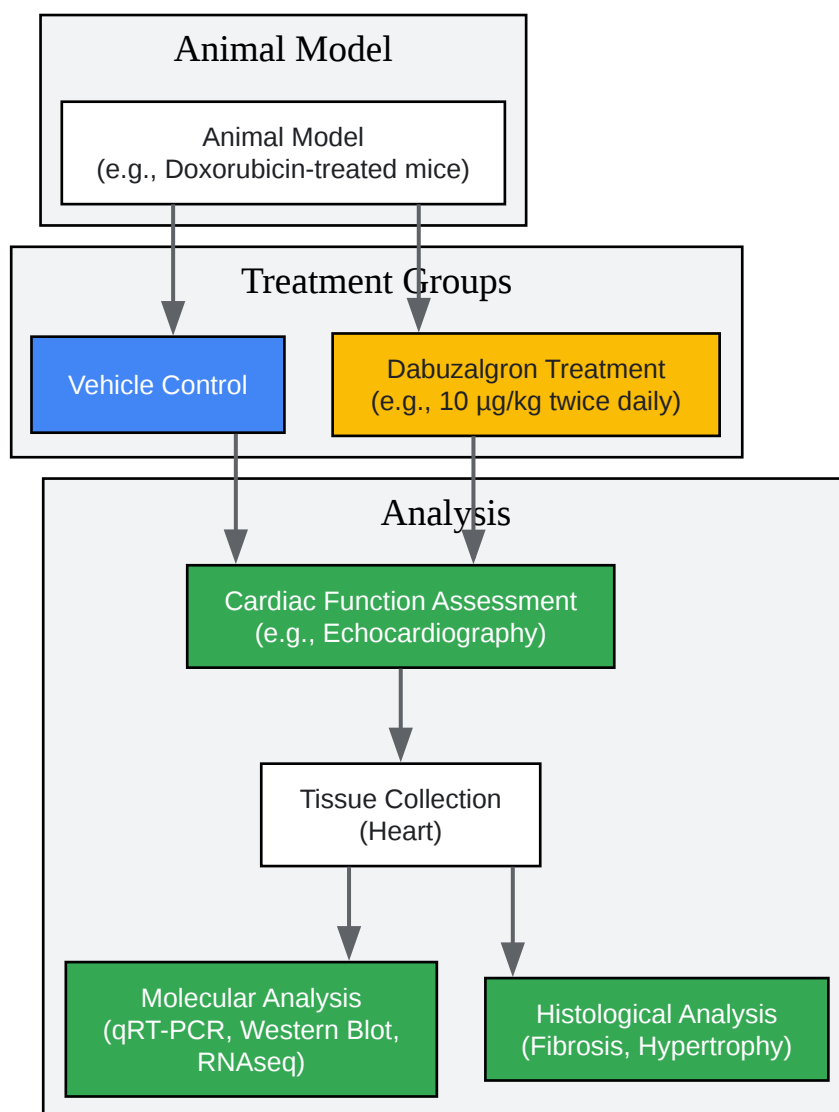 Animal Model
Animal Model
(e.g., Doxorubicin-treated mice)
Treatment Groups
Vehicle Control
Dabuzalgron Treatment
(e.g., 10 µg/kg twice daily)
Analysis
Cardiac Function Assessment
(e.g., Echocardiography)
Tissue Collection
(Heart)
Molecular Analysis
(qRT-PCR, Western Blot,
RNAseq)
Histological Analysis
(Fibrosis, Hypertrophy)